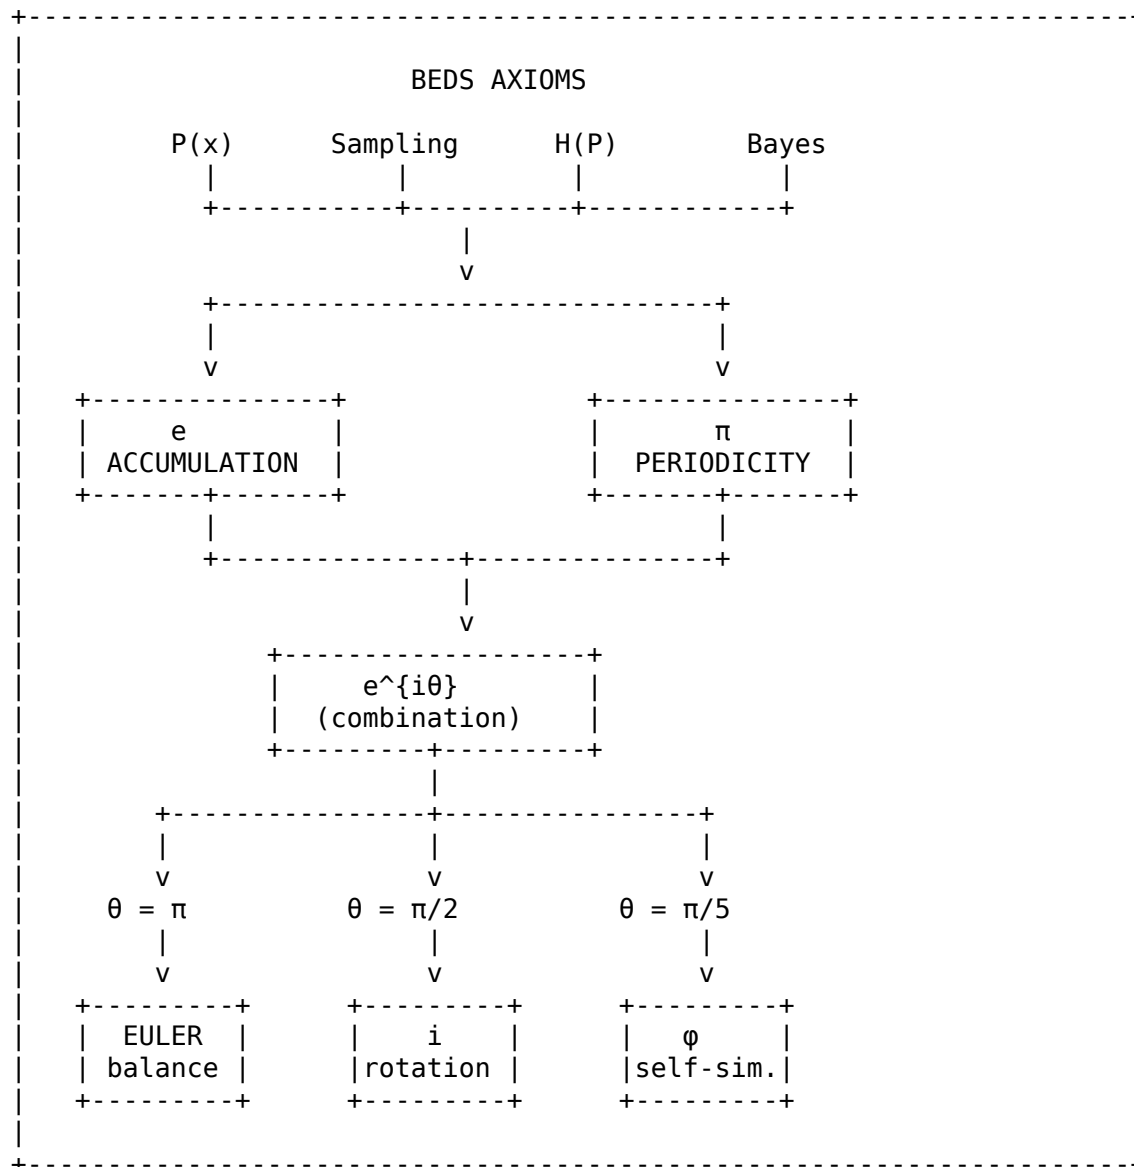 BEDS AXIOMS
P(x) Sampling H(P) Bayes
e π
ACCUMULATION PERIODICITY
e^{iθ}
(combination)
θ = π θ = π/2 θ = π/5
EULER i φ
balance rotation self-sim.